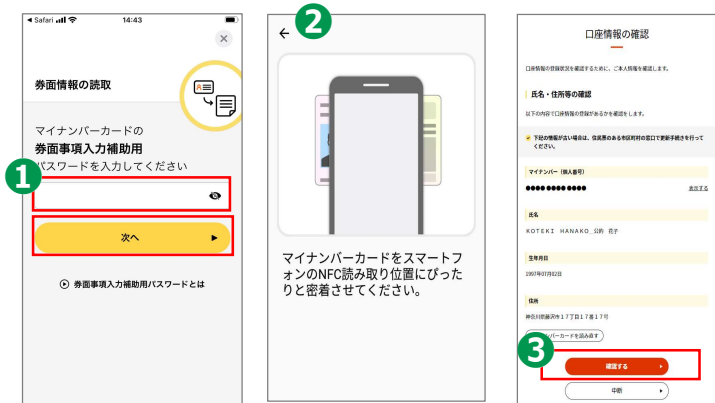 Safari
14:43
券面情報の読取
マイナンバーカードの
券面事項入力補助用
パスワードを入力してください
1
次へ
券面事項入力補助用パスワードとは
2
マイナンバーカードをスマートフ
ォンのNFC読み取り位置にぴった
りと密着させてください。
口座情報の確認
口座情報の登録状況を確認するために、ご本人情報を確認します。
氏名・住所等の確認
以下の内容で口座情報の登録があるかを確認をします。
下記の情報が古い場合は、住民票のある市区町村の窓口で更新手続きを行って
ください。
マイナンバー（個人番号）
●●●● ●●●● ●●●●
表示する
氏名
KOTEKI HANAKO_公的 花子
生年月日
1997年07月02日
住所
神奈川県藤沢市１７丁目１７番１７号
ンバーカードを読み直す
3
確認する
中断